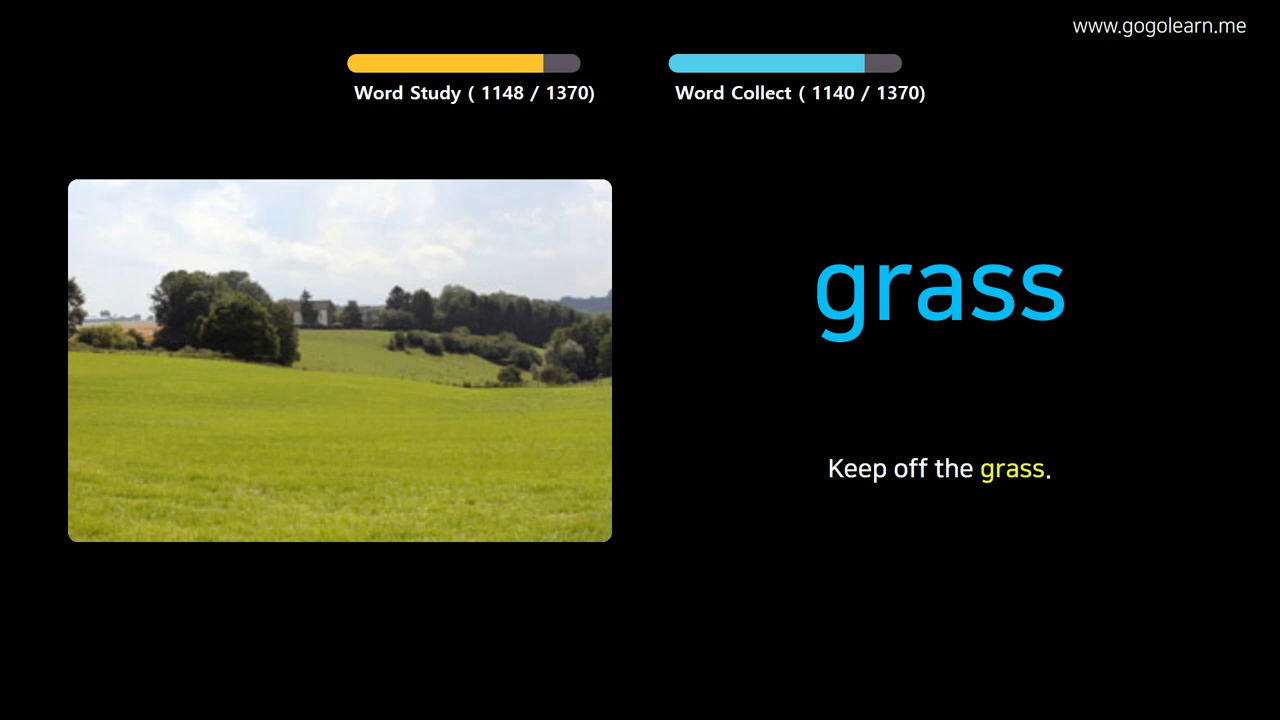 www.gogolearn.me
Word Study ( 1148 / 1370)
Word Collect ( 1140 / 1370)
grass
Keep off the grass.